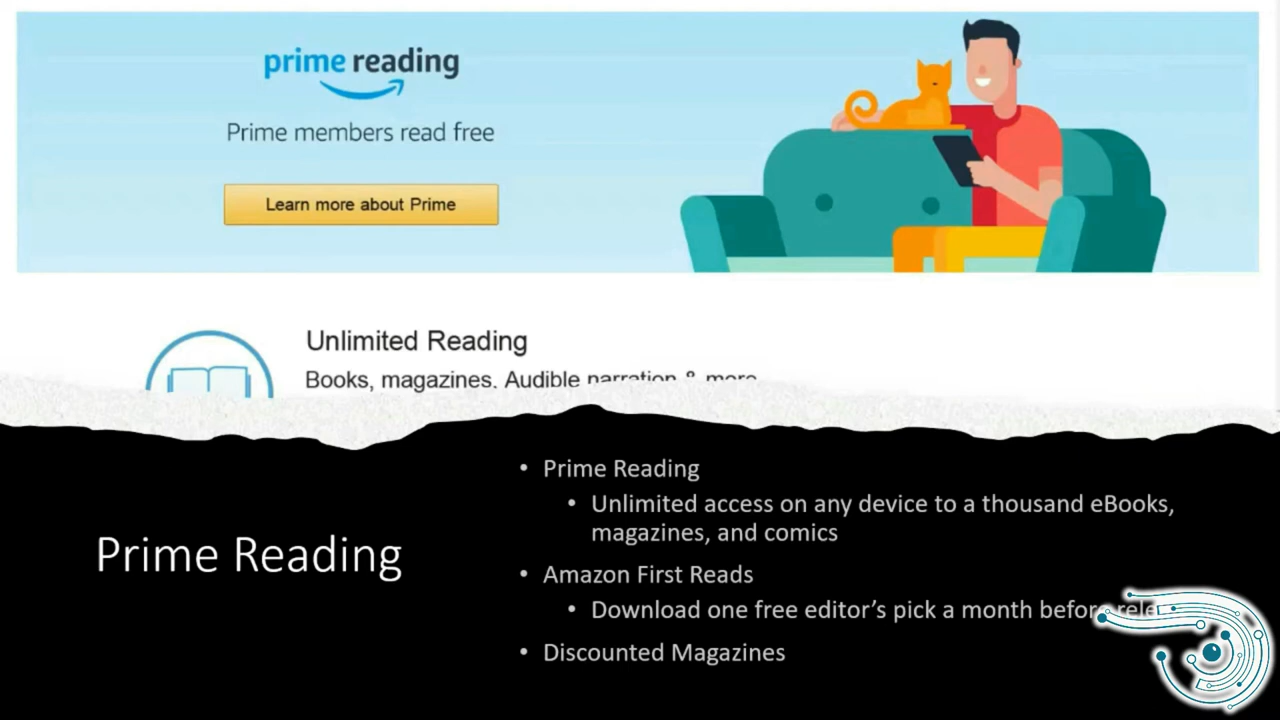 prime reading
Prime members read free
Learn more about Prime
Unlimited Reading
Books, magazines, Audible narration & more
Prime Reading
• Prime Reading
• Unlimited access on any device to a thousand eBooks,
magazines, and comics
• Amazon First Reads
• Download one free editor's pick a month before
• Discounted Magazines